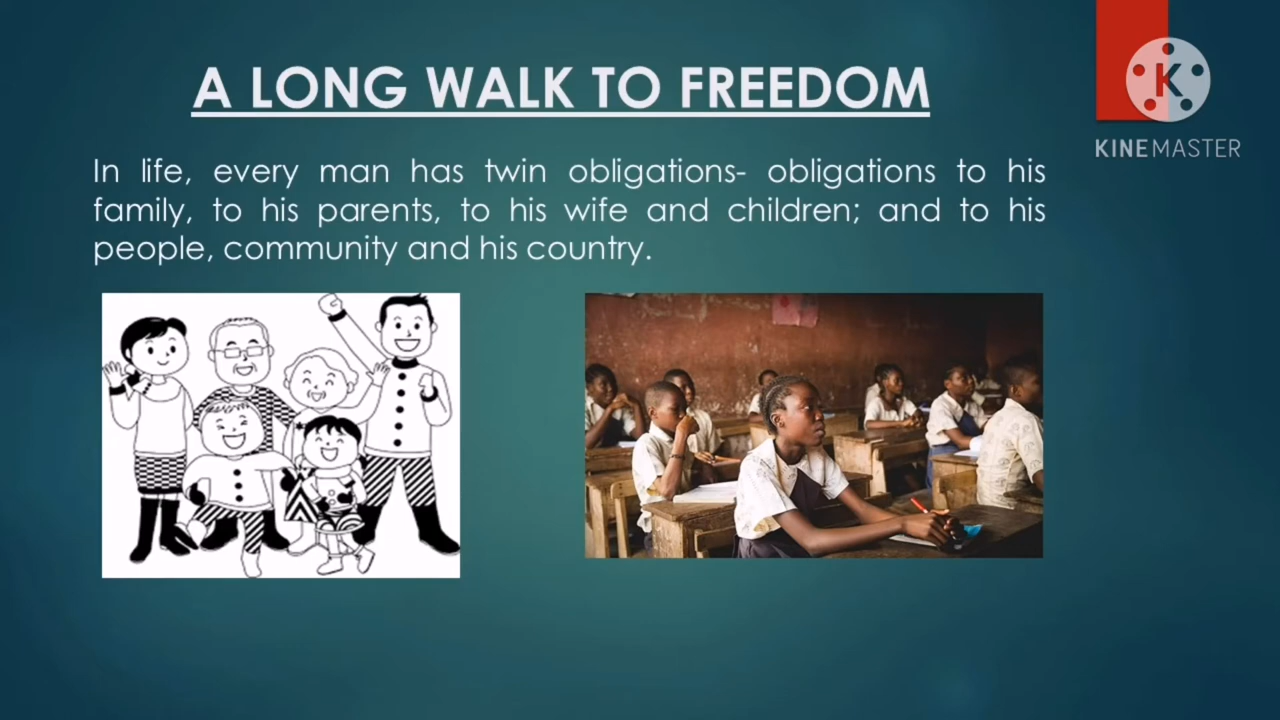 A LONG WALK TO FREEDOM
In life, every man has twin obligations- obligations to his
family, to his parents, to his wife and children; and to his
people, community and his country.
K
KINEMASTER